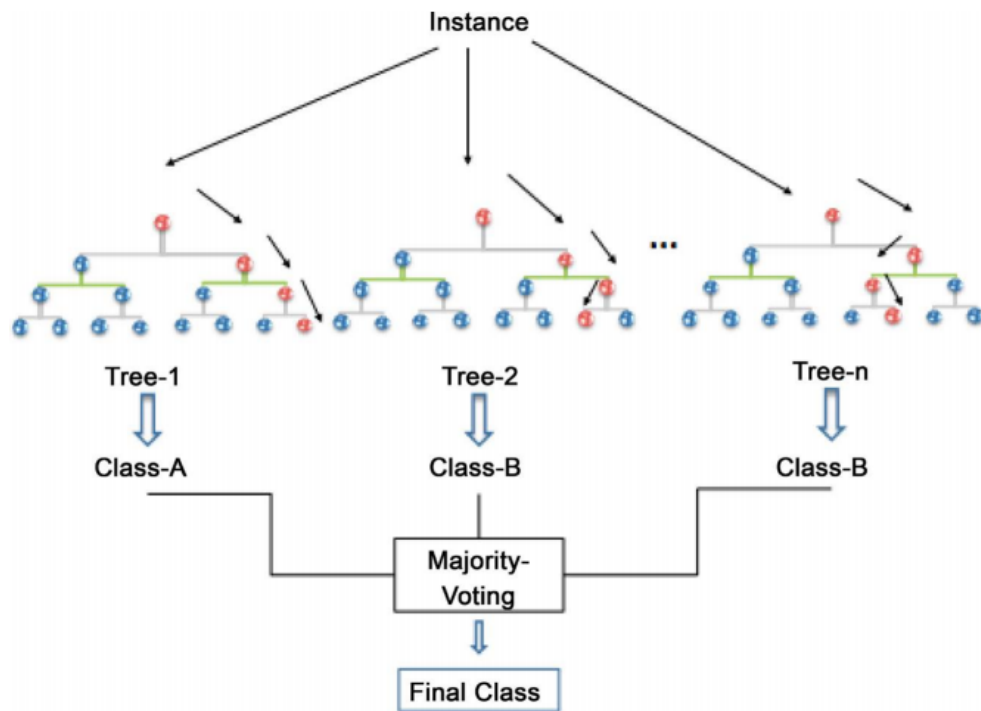 Instance
...
Tree-1
Tree-2
Tree-n
Class-A
Class-B
Class-B
Majority-
Voting
Final Class